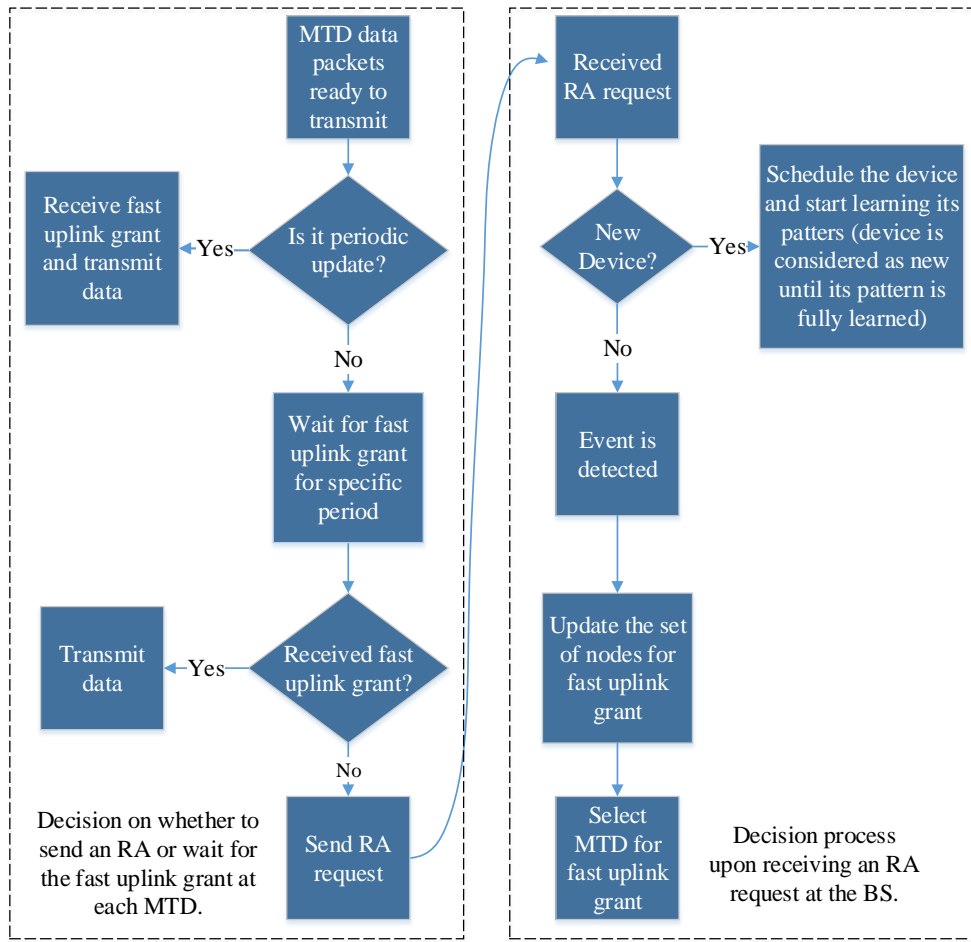 MTD data
packets
ready to
transmit
Is it periodic
update?
Yes
Receive fast
uplink grant
and transmit
data
No
Wait for fast
uplink grant
for specific
period
Received fast
uplink grant?
Yes
Transmit
data
No
Send RA
request
Decision on whether to
send an RA or wait for
the fast uplink grant at
each MTD.
Received
RA request
New
Device?
Yes
Schedule the device
and start learning its
patters (device is
considered as new
until its pattern is
fully learned)
No
Event is
detected
Update the set
of nodes for
fast uplink
grant
Select
MTD for
fast uplink
grant
Decision process
upon receiving an RA
request at the BS.